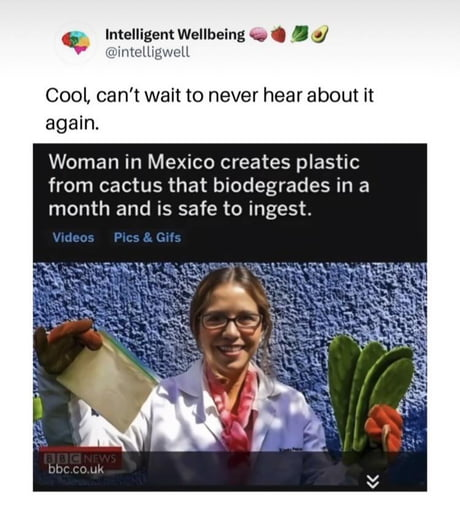 Intelligent Wellbeing
@intelligwell
Cool, can’t wait to never hear about it
again.
Woman in Mexico creates plastic
from cactus that biodegrades in a
month and is safe to ingest.
Videos Pics & Gifs
BBC NEWS
bbc.co.uk